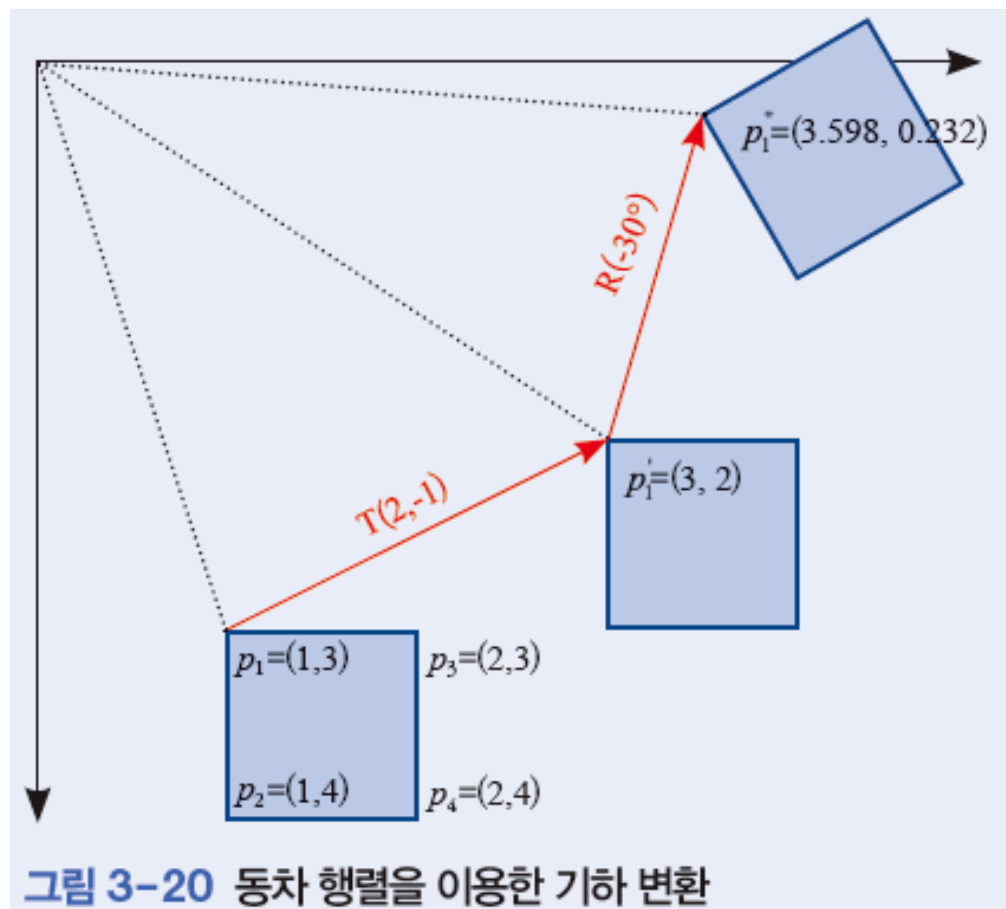 p₁″=(3.598, 0.232)
R(-30°)
p₁′=(3, 2)
T(2,-1)
p₁=(1,3) p₃=(2,3)
p₂=(1,4) p₄=(2,4)
그림 3-20 동차 행렬을 이용한 기하 변환